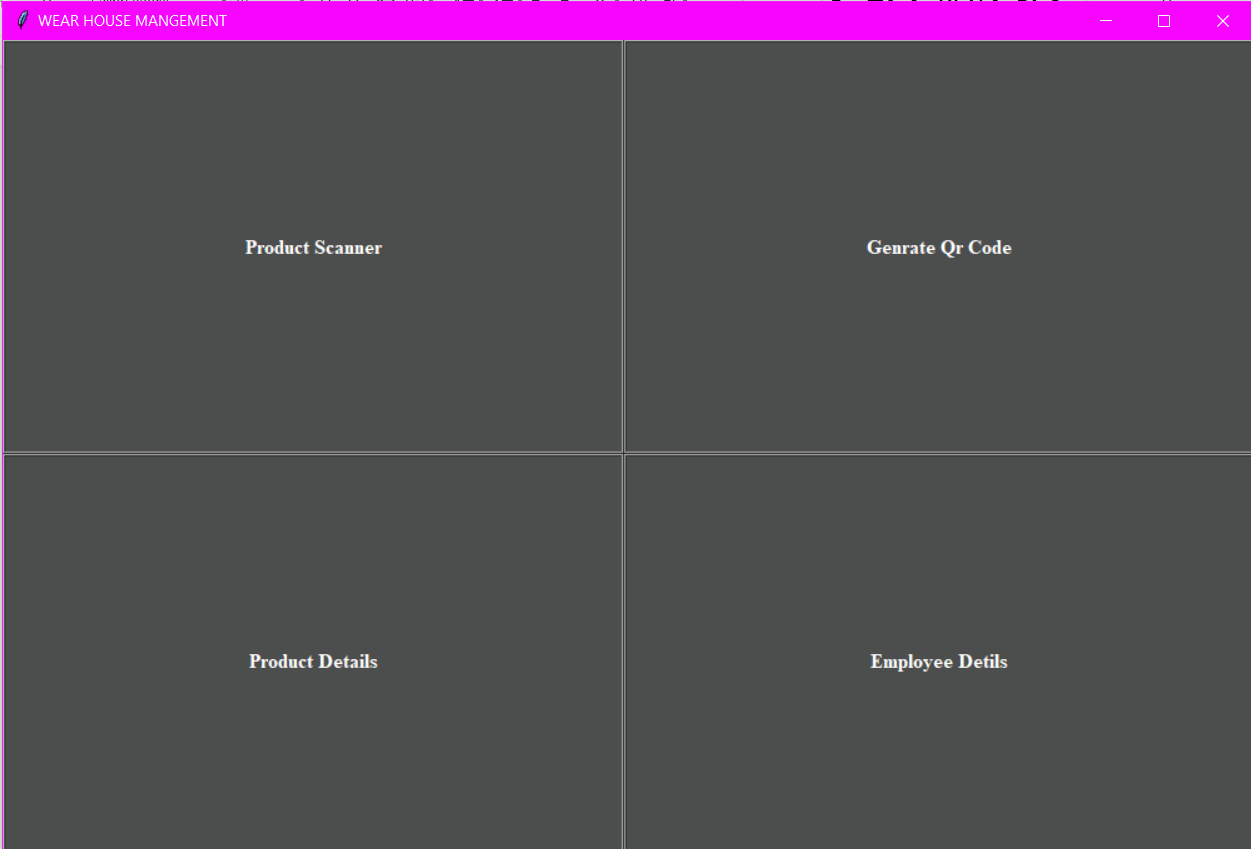 WEAR HOUSE MANGEMENT
Product Scanner
Genrate Qr Code
Product Details
Employee Detils